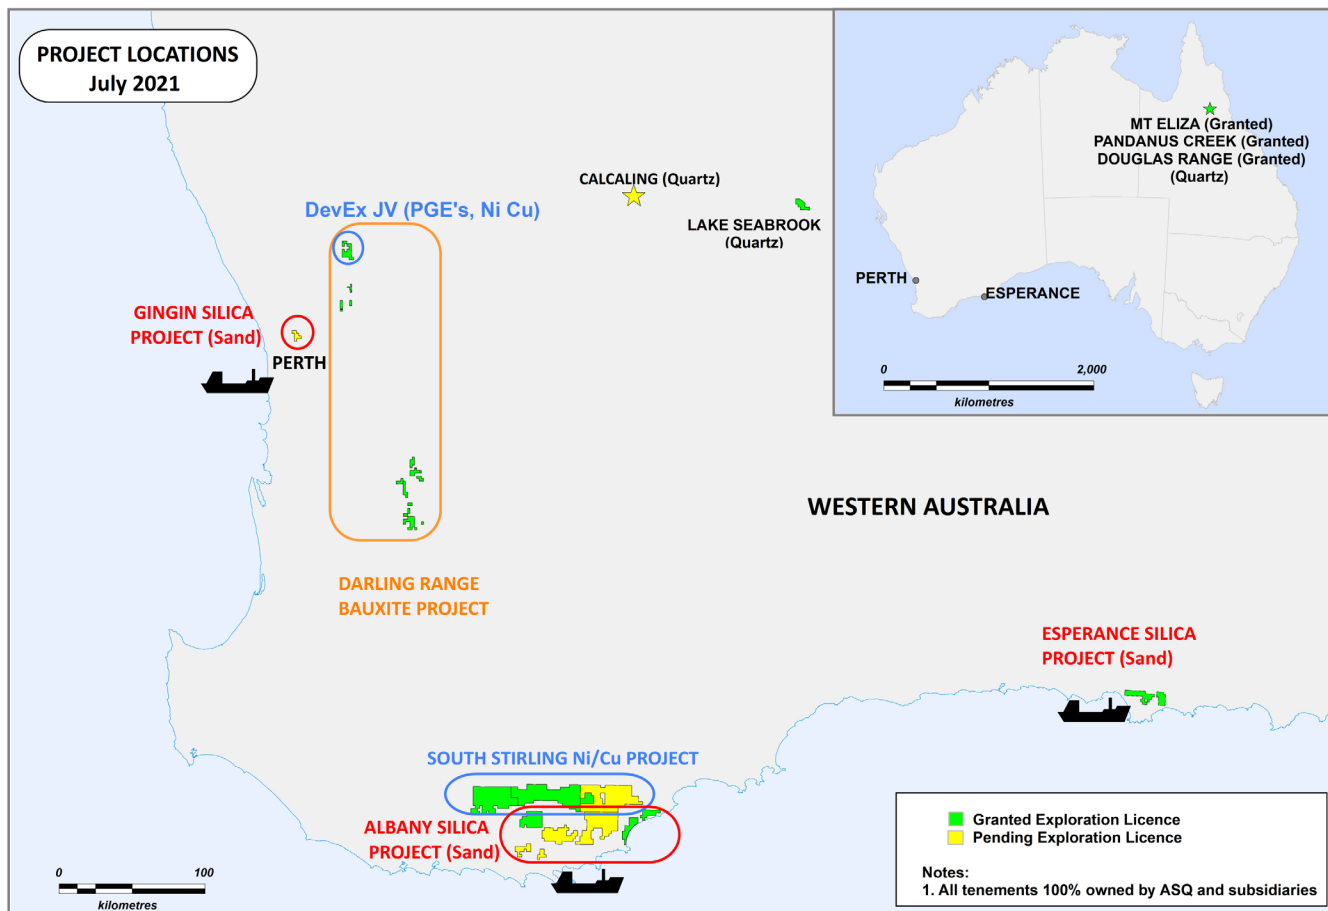 PROJECT LOCATIONS
July 2021
DevEx JV (PGE's, Ni Cu)
CALCALING (Quartz)
LAKE SEABROOK
(Quartz)
GINGIN SILICA
PROJECT (Sand)
PERTH
MT ELIZA (Granted)
PANDANUS CREEK (Granted)
DOUGLAS RANGE (Granted)
(Quartz)
PERTH
ESPERANCE
0 2,000
kilometres
WESTERN AUSTRALIA
DARLING RANGE
BAUXITE PROJECT
ESPERANCE SILICA
PROJECT (Sand)
SOUTH STIRLING Ni/Cu PROJECT
ALBANY SILICA
PROJECT (Sand)
0 100
kilometres
Granted Exploration Licence
Pending Exploration Licence
Notes:
1. All tenements 100% owned by ASQ and subsidiaries